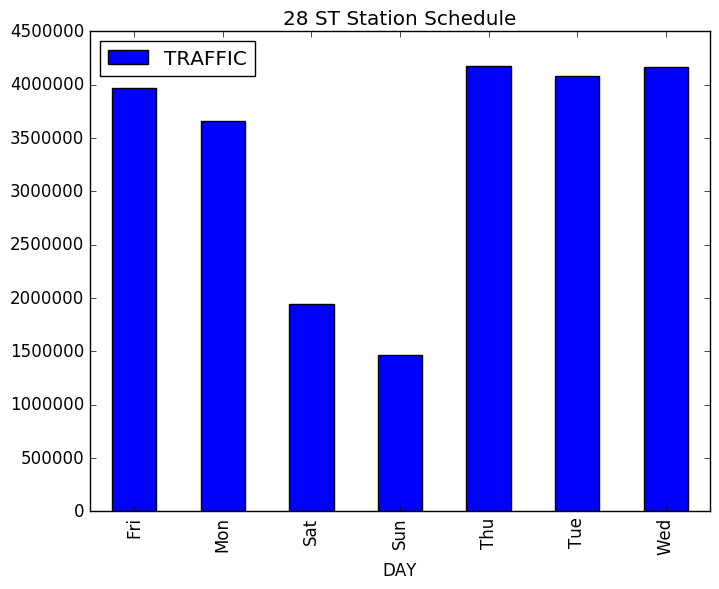 28 ST Station Schedule
TRAFFIC
4500000
4000000
3500000
3000000
2500000
2000000
1500000
1000000
500000
0
Fri
Mon
Sat
Sun
Thu
Tue
Wed
DAY